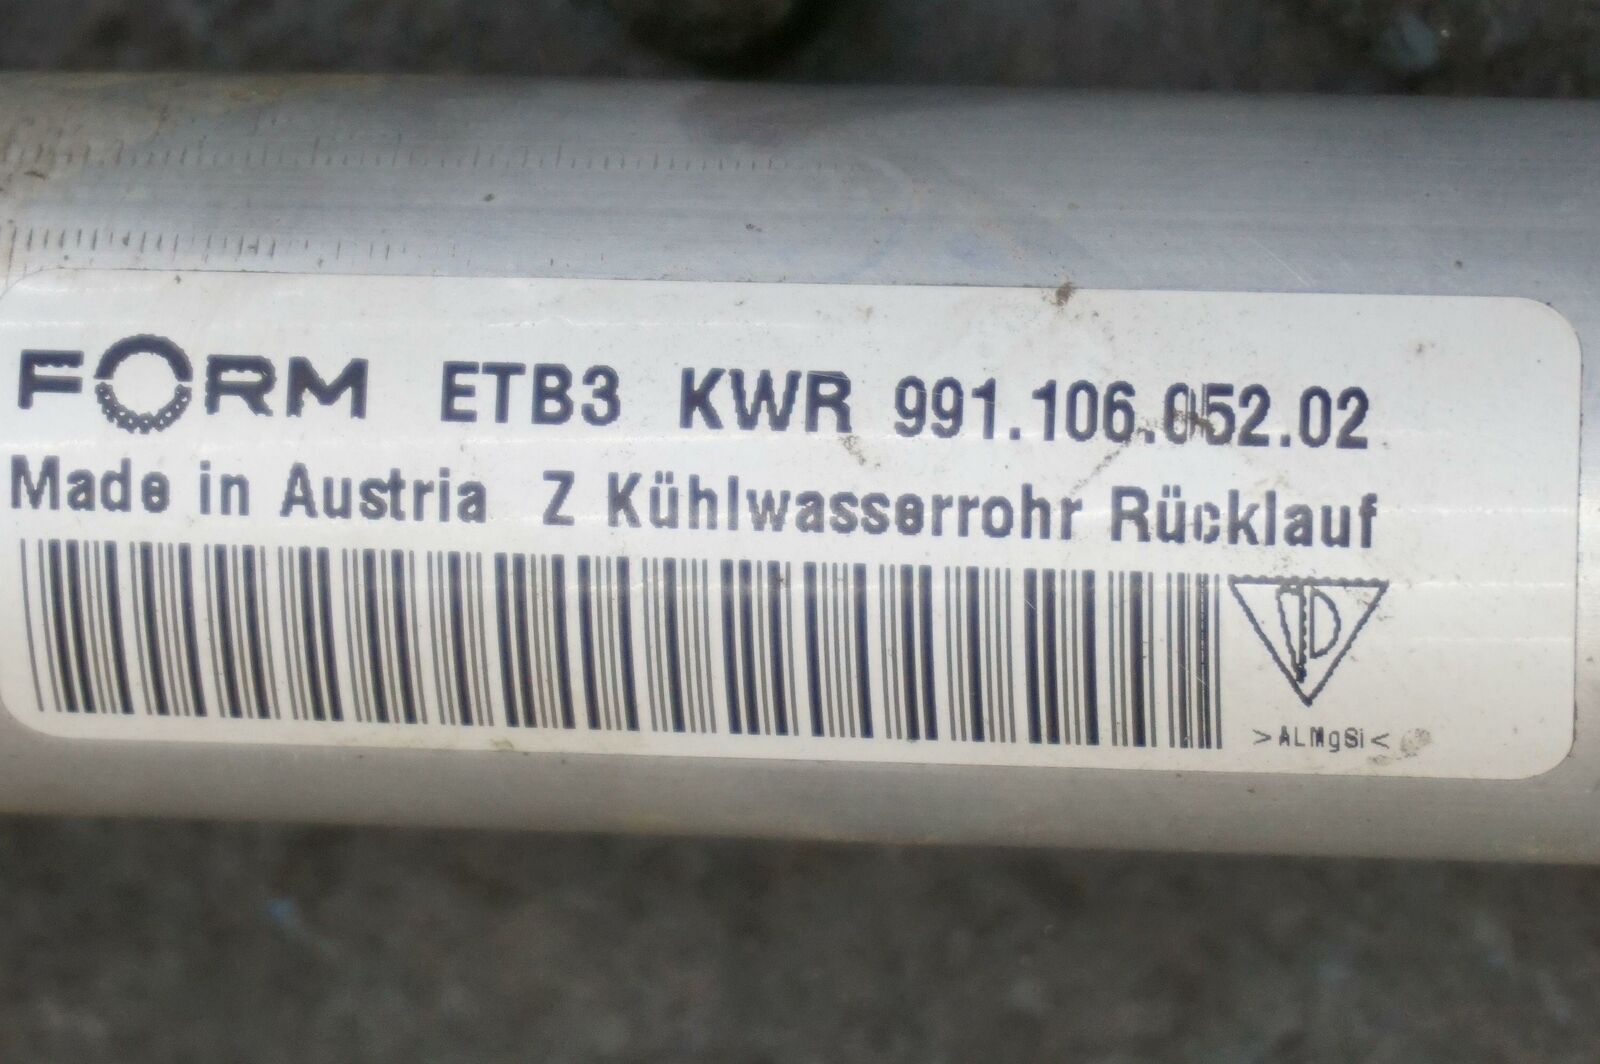 FORM ETB3 KWR 991.106.052.02
Made in Austria Z Kühlwasserrohr Rücklauf
>ALMgSi<